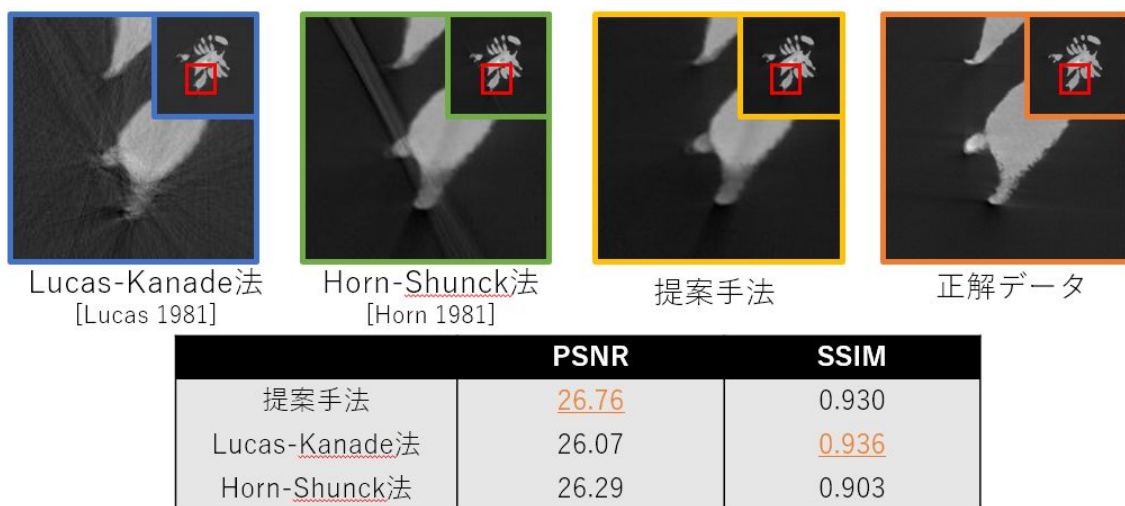 Lucas-Kanade法
[Lucas 1981]
Horn-Shunck法
[Horn 1981]
提案手法
正解データ
PSNR SSIM
提案手法 26.76 0.930
Lucas-Kanade法 26.07 0.936
Horn-Shunck法 26.29 0.903